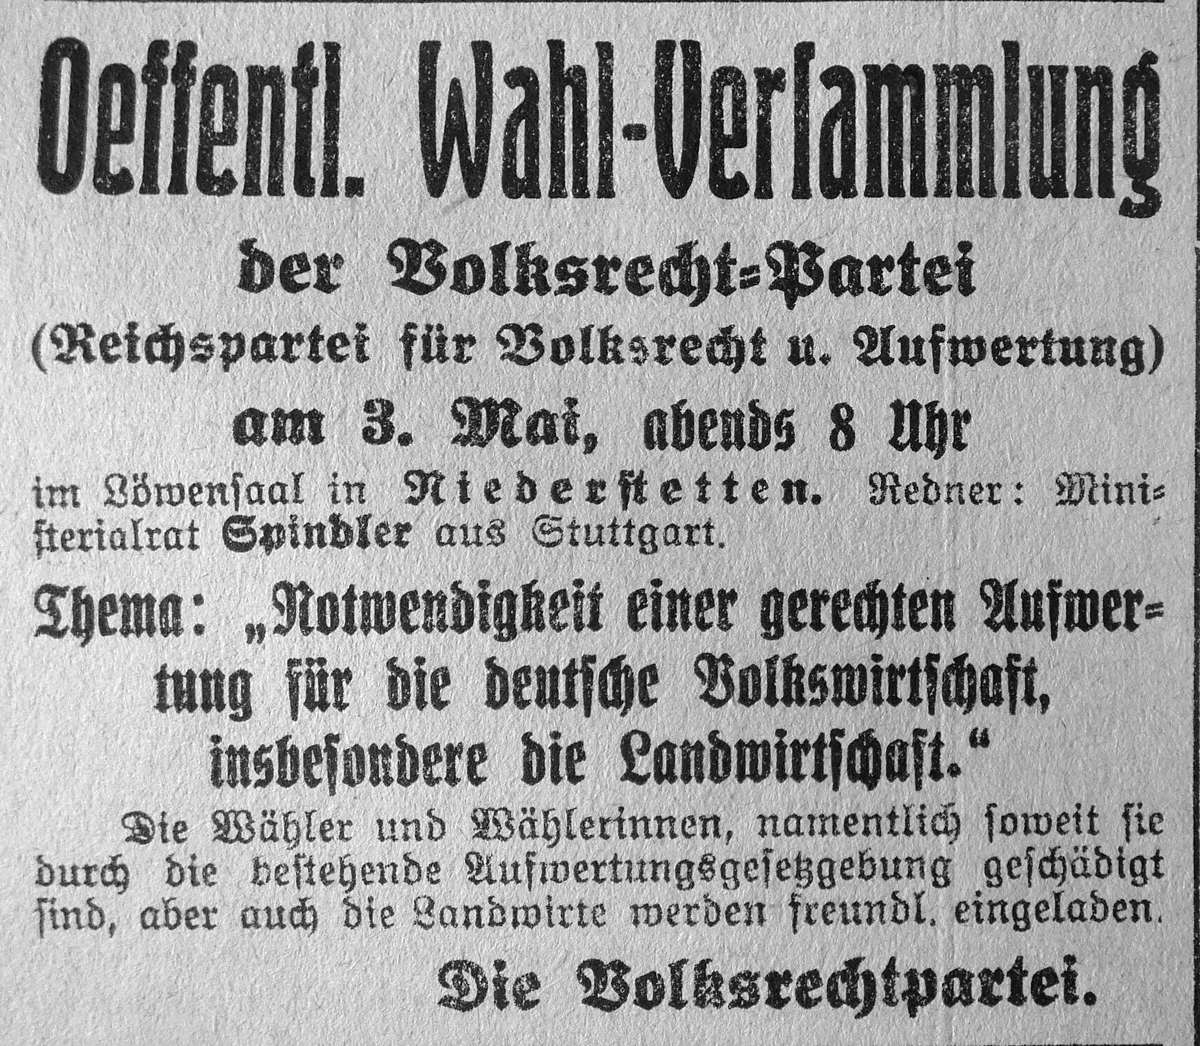 Oeffentl. Wahl-Verſammlung
der Volksrecht-Partei
(Reichspartei für Volksrecht u. Aufwertung)
am 3. Mai, abends 8 Uhr
im Löwenſaal in Niederſtetten. Redner: Mini-
ſterialrat Spindler aus Stuttgart.
Thema: „Notwendigkeit einer gerechten Aufwer-
tung für die deutſche Volkswirtſchaft,
insbeſondere die Landwirtſchaft.“
Die Wähler und Wählerinnen, namentlich ſoweit ſie
durch die beſtehende Aufwertungsgeſetzgebung geſchädigt
ſind, aber auch die Landwirte werden freundl. eingeladen.
Die Volksrechtpartei.